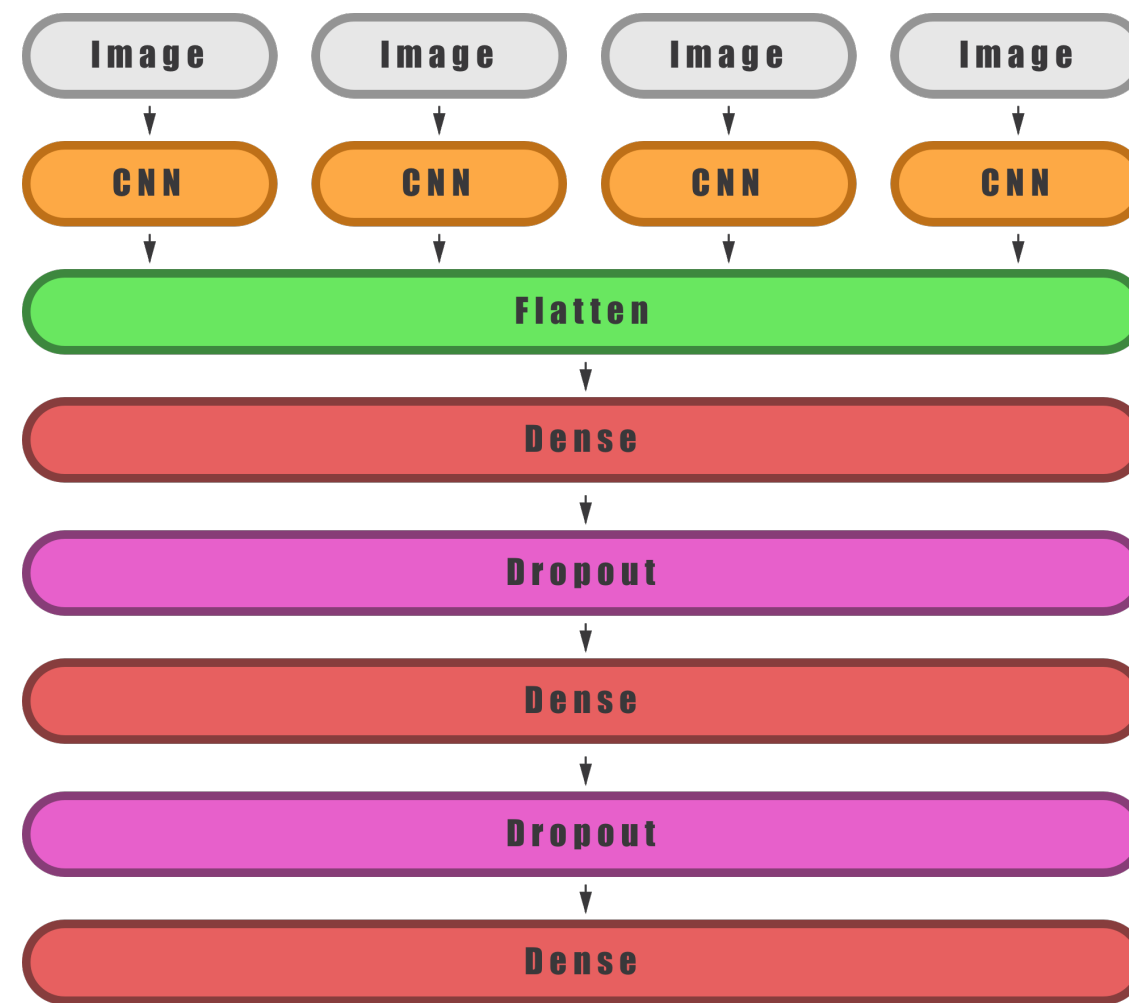 Image Image Image Image
CNN CNN CNN CNN
Flatten
Dense
Dropout
Dense
Dropout
Dense